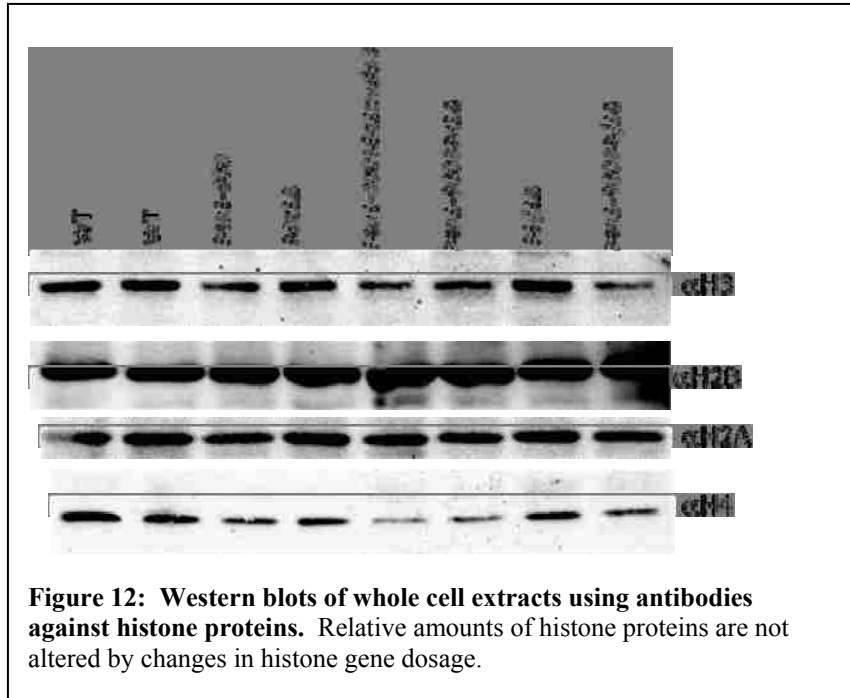 WT
WT
αH3
αH2B
αH2A
αH4
Figure 12: Western blots of whole cell extracts using antibodies
against histone proteins. Relative amounts of histone proteins are not
altered by changes in histone gene dosage.